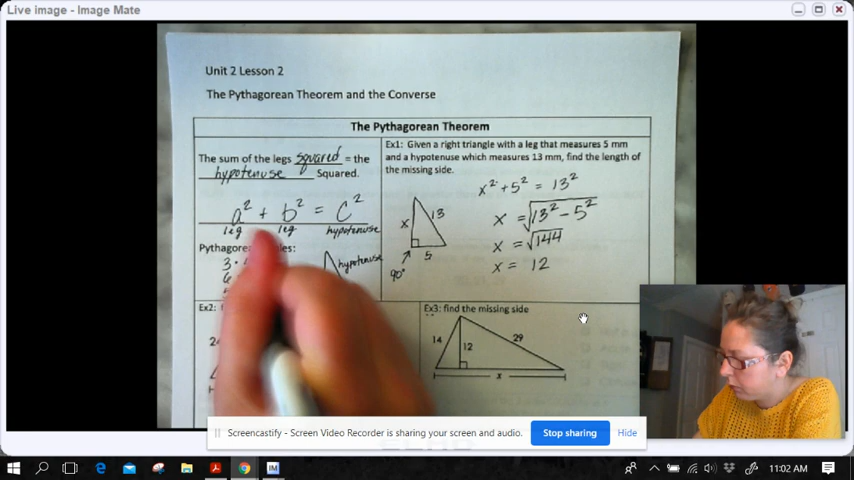 Live image - Image Mate
Unit 2 Lesson 2
The Pythagorean Theorem and the Converse
The Pythagorean Theorem
The sum of the legs squared = the
hypotenuse Squared.
a² + b² = c²
leg leg hypotenuse
Pythagorean
3
6
hypotenuse
Ex1: Given a right triangle with a leg that measures 5 mm
and a hypotenuse which measures 13 mm, find the length of
the missing side.
x 13
5
90°
x² + 5² = 13²
x = √13² - 5²
x = √144
x = 12
Ex2:
Ex3: find the missing side
14 12 29
x
Screencastify - Screen Video Recorder is sharing your screen and audio.
Stop sharing
Hide
11:02 AM